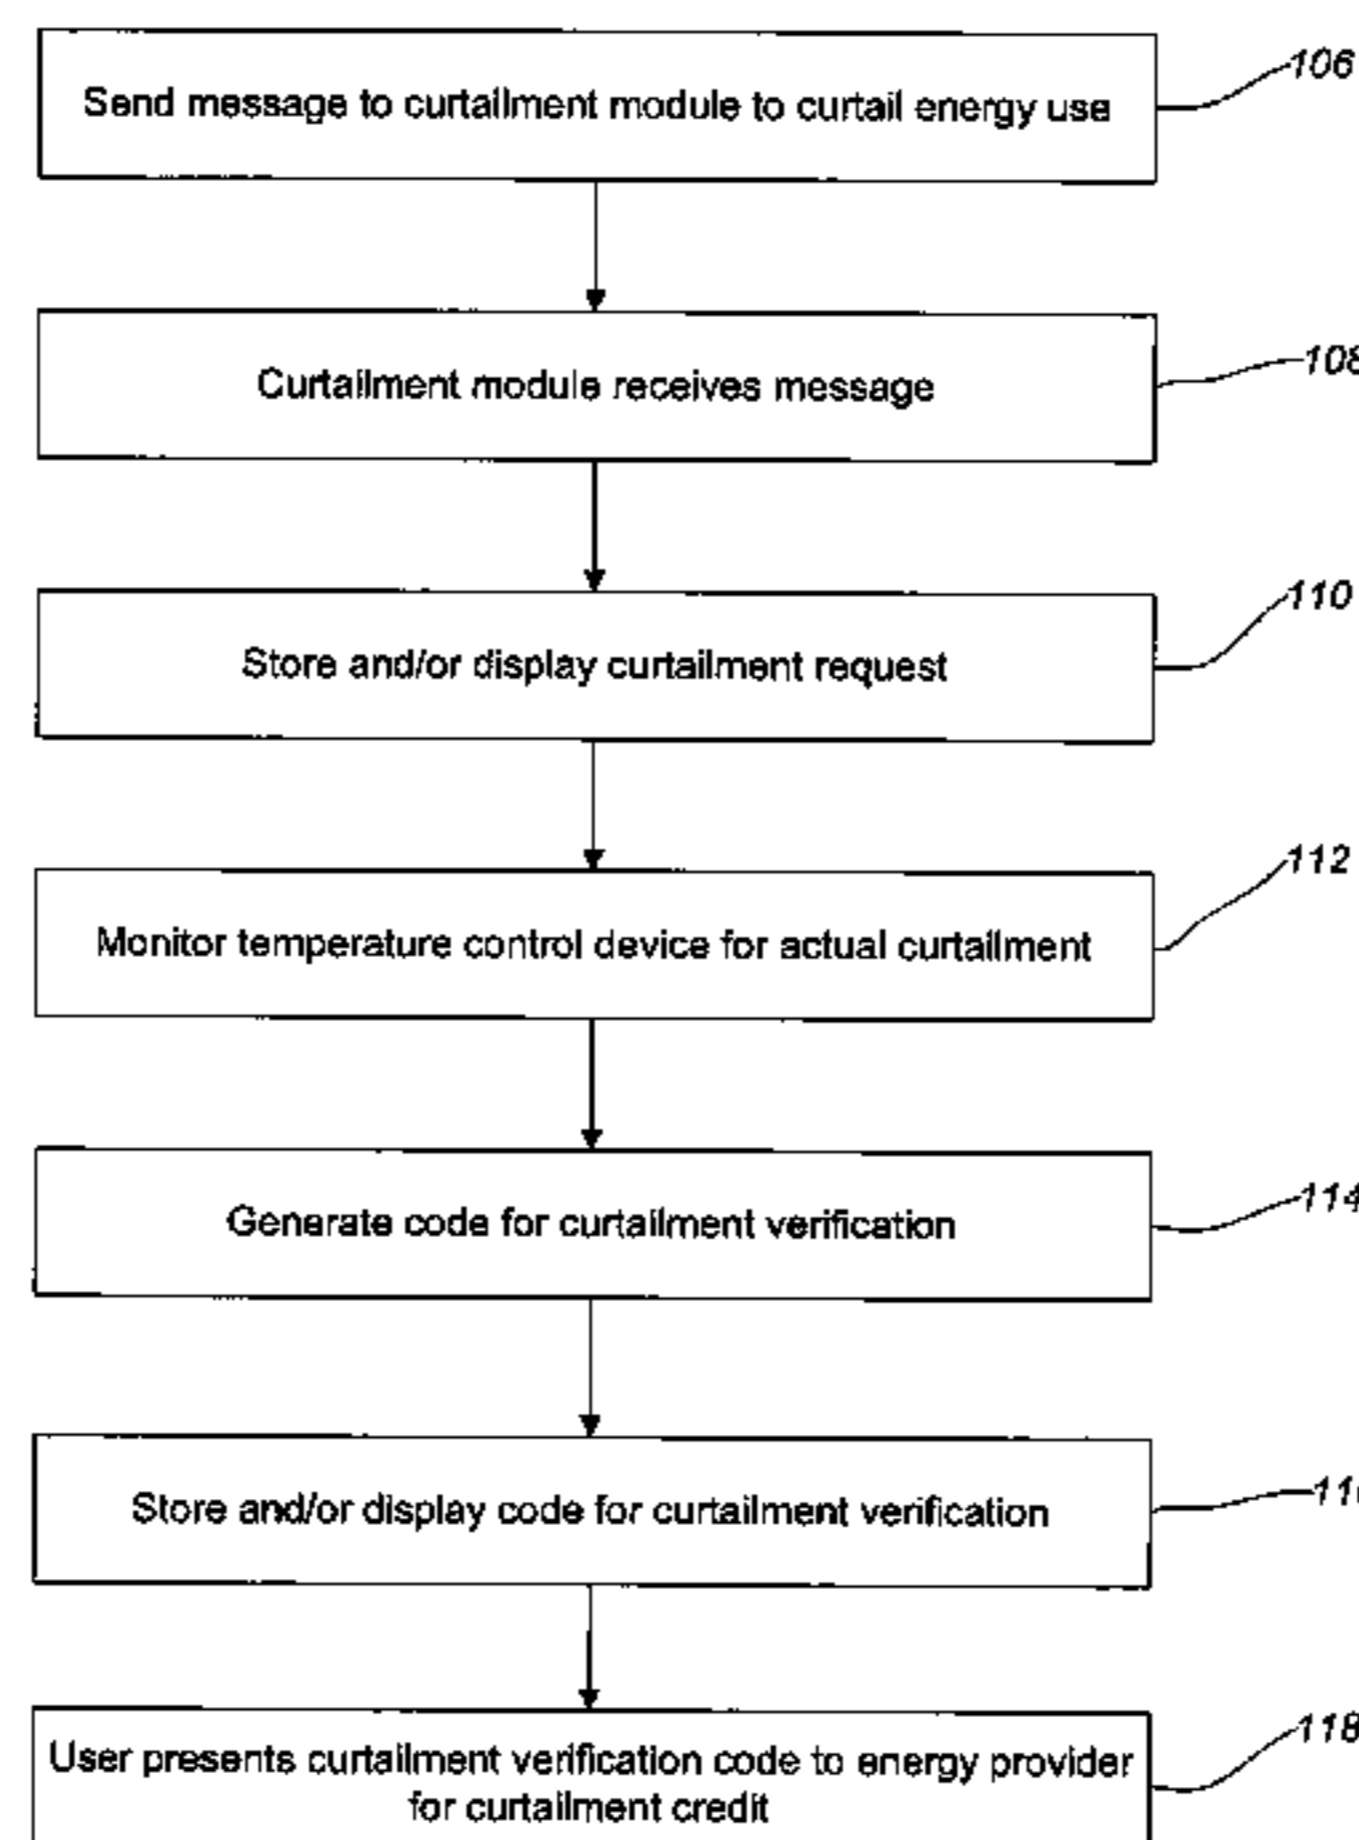 Send message to curtailment module to curtail energy use
106
Curtailment module receives message
108
Store and/or display curtailment request
110
Monitor temperature control device for actual curtailment
112
Generate code for curtailment verification
114
Store and/or display code for curtailment verification
User presents curtailment verification code to energy provider
for curtailment credit
118